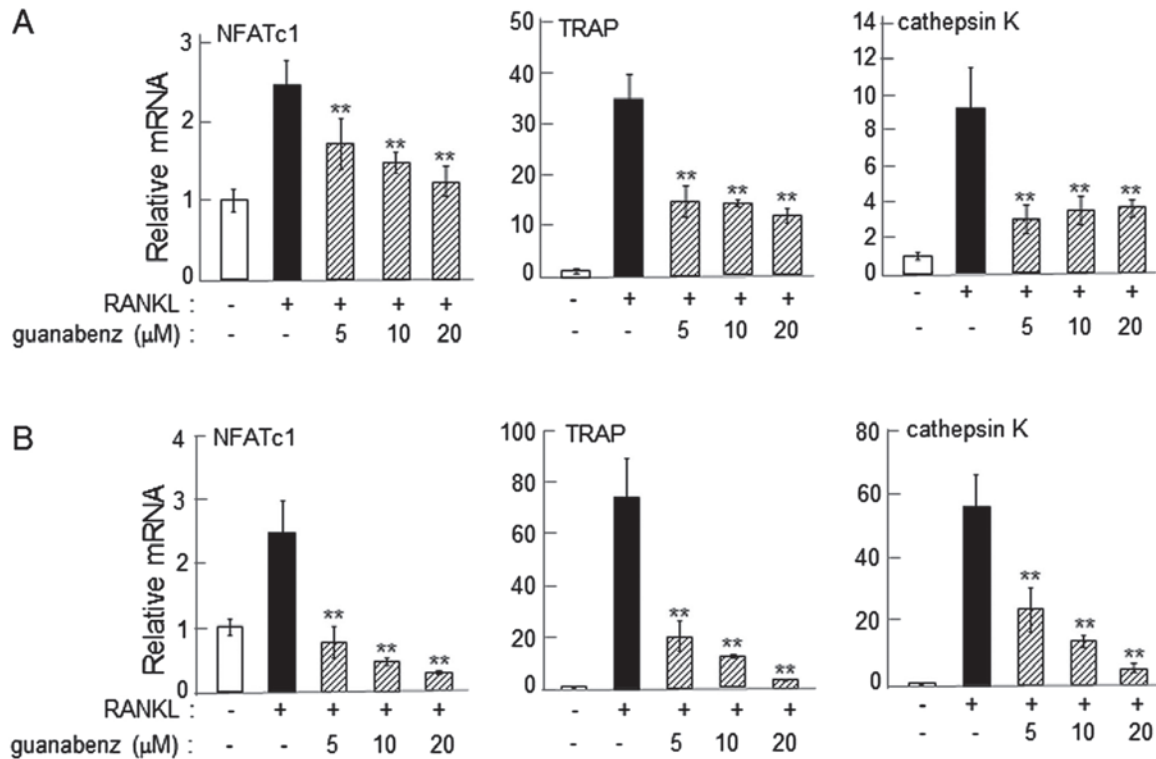 A
NFATc1
TRAP
cathepsin K
Relative mRNA
3
2
1
0
50
40
30
20
10
0
14
12
10
8
6
4
2
0
** ** **
** ** **
** ** **
RANKL : - + + + +
- + + + +
- + + + +
guanabenz (μM) : - - 5 10 20
- - 5 10 20
- - 5 10 20
B
NFATc1
TRAP
cathepsin K
Relative mRNA
4
3
2
1
0
100
80
60
40
20
0
80
60
40
20
0
** ** **
** ** **
** ** **
RANKL : - + + + +
- + + + +
- + + + +
guanabenz (μM) : - - 5 10 20
- - 5 10 20
- - 5 10 20